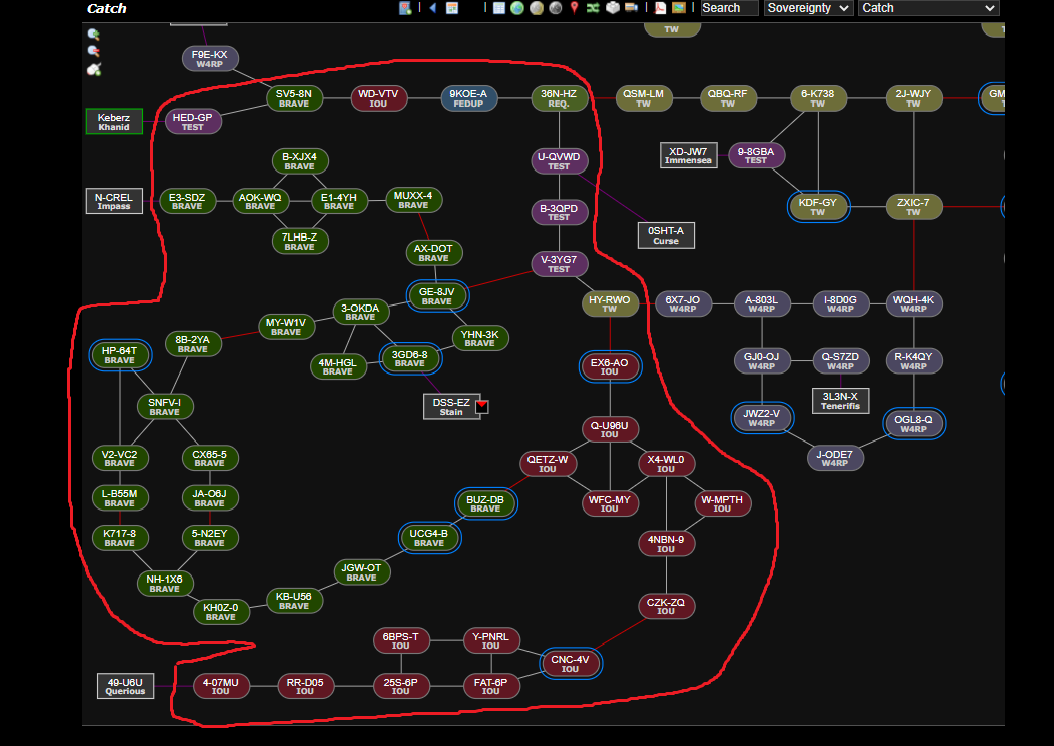 Catch
Search
Sovereignty
Catch
TW
TW
F9E-KX
W4RP
SV5-8N
BRAVE
WD-VTV
IOU
9KOE-A
FEDUP
36N-HZ
REQ.
QSM-LM
TW
QBQ-RF
TW
6-K738
TW
2J-WJY
TW
GM
TW
Keberz
Khanid
HED-GP
TEST
B-XJX4
BRAVE
U-QVWD
TEST
XD-JW7
Immensea
9-8GBA
TEST
N-CREL
Impass
E3-SDZ
BRAVE
AOK-WQ
BRAVE
E1-4YH
BRAVE
MUXX-4
BRAVE
B-3QPD
TEST
KDF-GY
TW
ZXIC-7
TW
7LHB-Z
BRAVE
0SHT-A
Curse
AX-DOT
BRAVE
V-3YG7
TEST
GE-8JV
BRAVE
HY-RWO
TW
6X7-JO
W4RP
A-803L
W4RP
I-8D0G
W4RP
WQH-4K
W4RP
3-OKDA
BRAVE
MY-W1V
BRAVE
YHN-3K
BRAVE
8B-2YA
BRAVE
HP-64T
BRAVE
4M-HGL
BRAVE
3GD6-8
BRAVE
EX6-AO
IOU
GJ0-OJ
W4RP
Q-S7ZD
W4RP
R-K4QY
W4RP
DSS-EZ
Stain
3L3N-X
Tenerifis
SNFV-I
BRAVE
JWZ2-V
W4RP
OGL8-Q
W4RP
Q-U96U
IOU
V2-VC2
BRAVE
CX65-5
BRAVE
QETZ-W
IOU
X4-WL0
IOU
J-ODE7
W4RP
L-B55M
BRAVE
JA-O6J
BRAVE
BUZ-DB
BRAVE
WFC-MY
IOU
W-MPTH
IOU
K717-8
BRAVE
5-N2EY
BRAVE
UCG4-B
BRAVE
4NBN-9
IOU
NH-1X6
BRAVE
JGW-OT
BRAVE
KH0Z-0
BRAVE
KB-U56
BRAVE
CZK-ZQ
IOU
6BPS-T
IOU
Y-PNRL
IOU
CNC-4V
IOU
49-U6U
Querious
4-07MU
IOU
RR-D05
IOU
25S-6P
IOU
FAT-6P
IOU